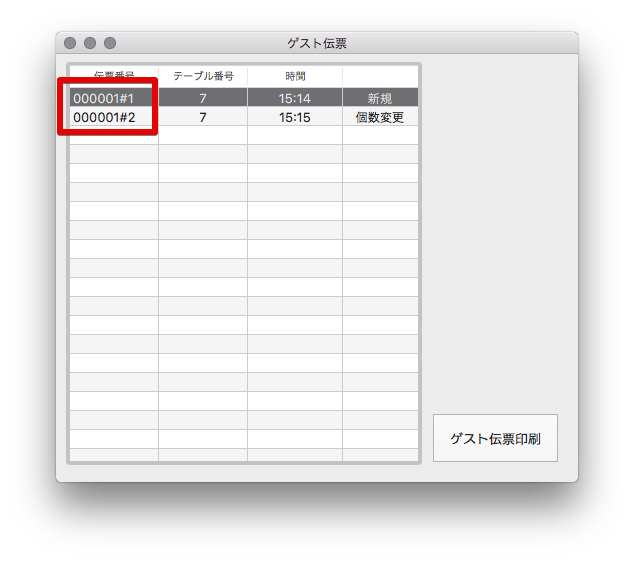 ゲスト伝票
伝票番号 テーブル番号 時間
000001#1 7 15:14 新規
000001#2 7 15:15 個数変更
ゲスト伝票印刷